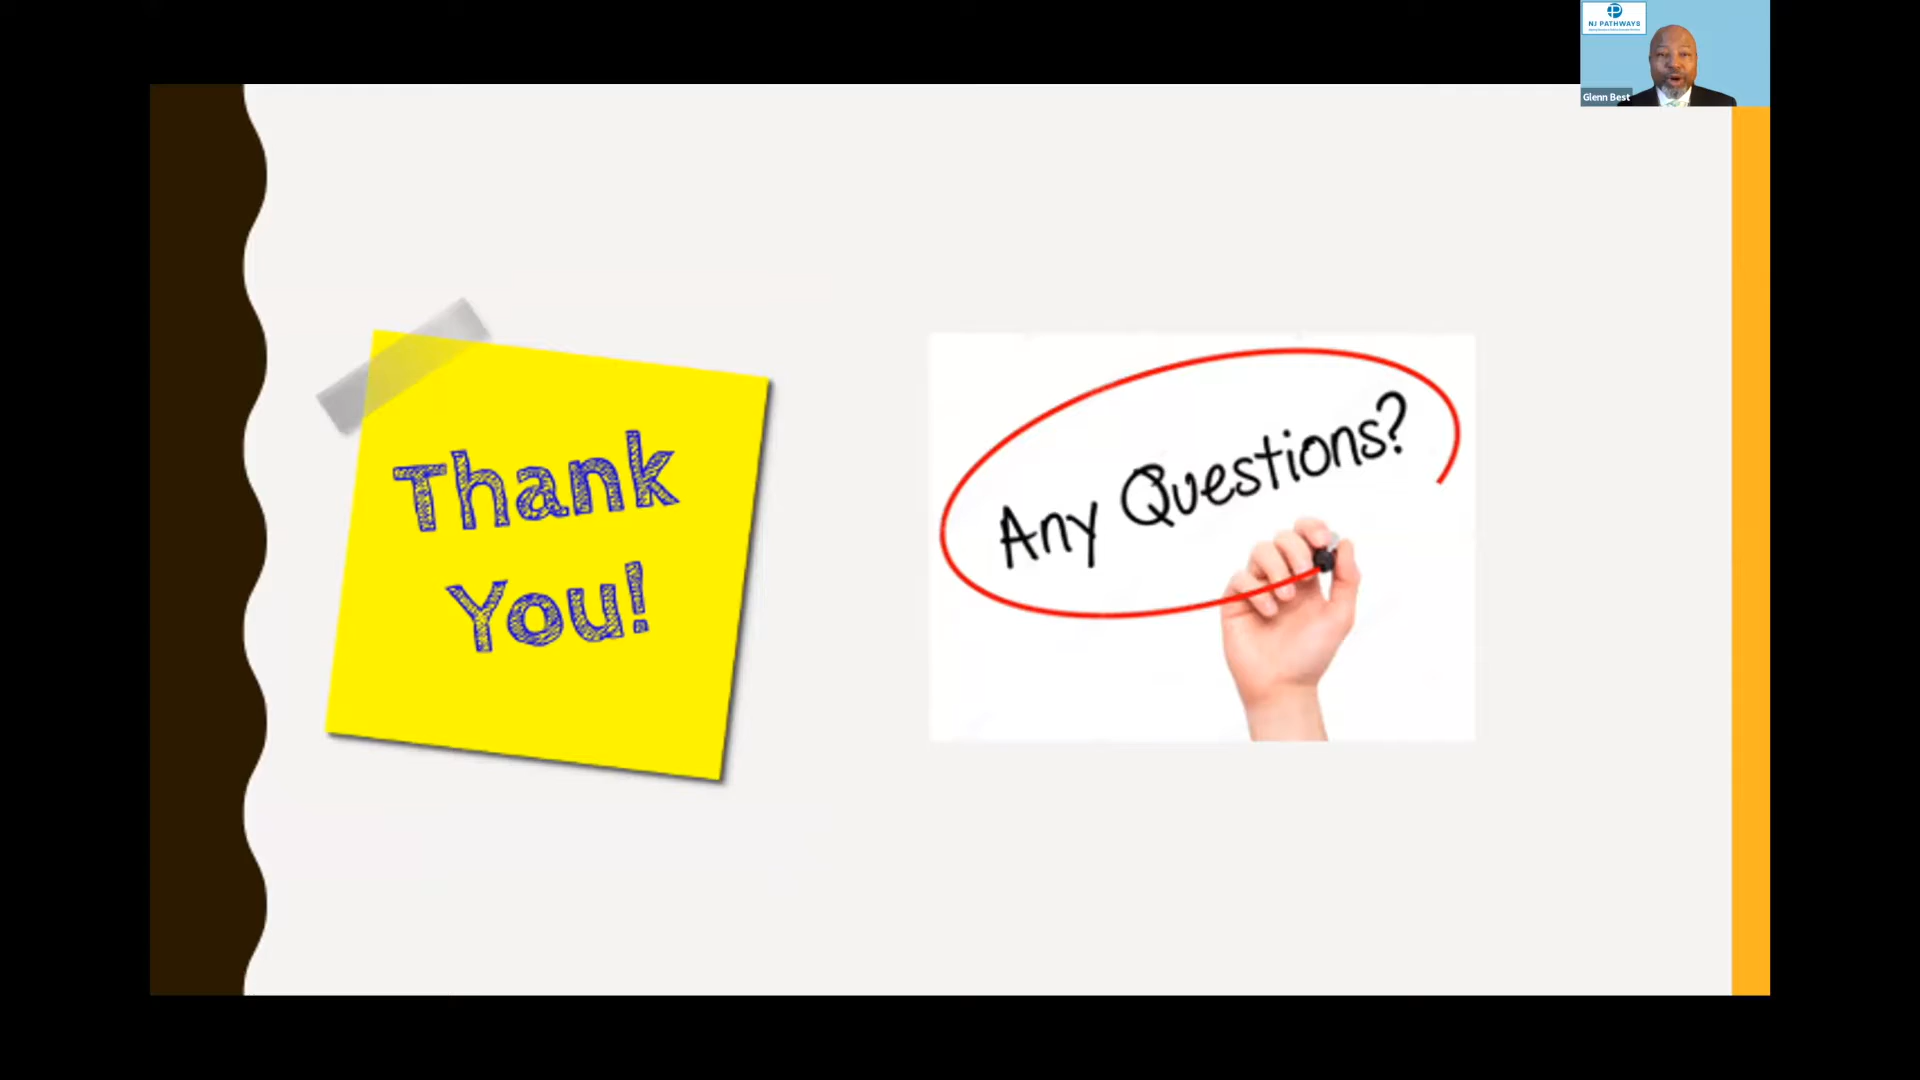 NJ PATHWAYS
Glenn Best
Thank
You!
Any Questions?